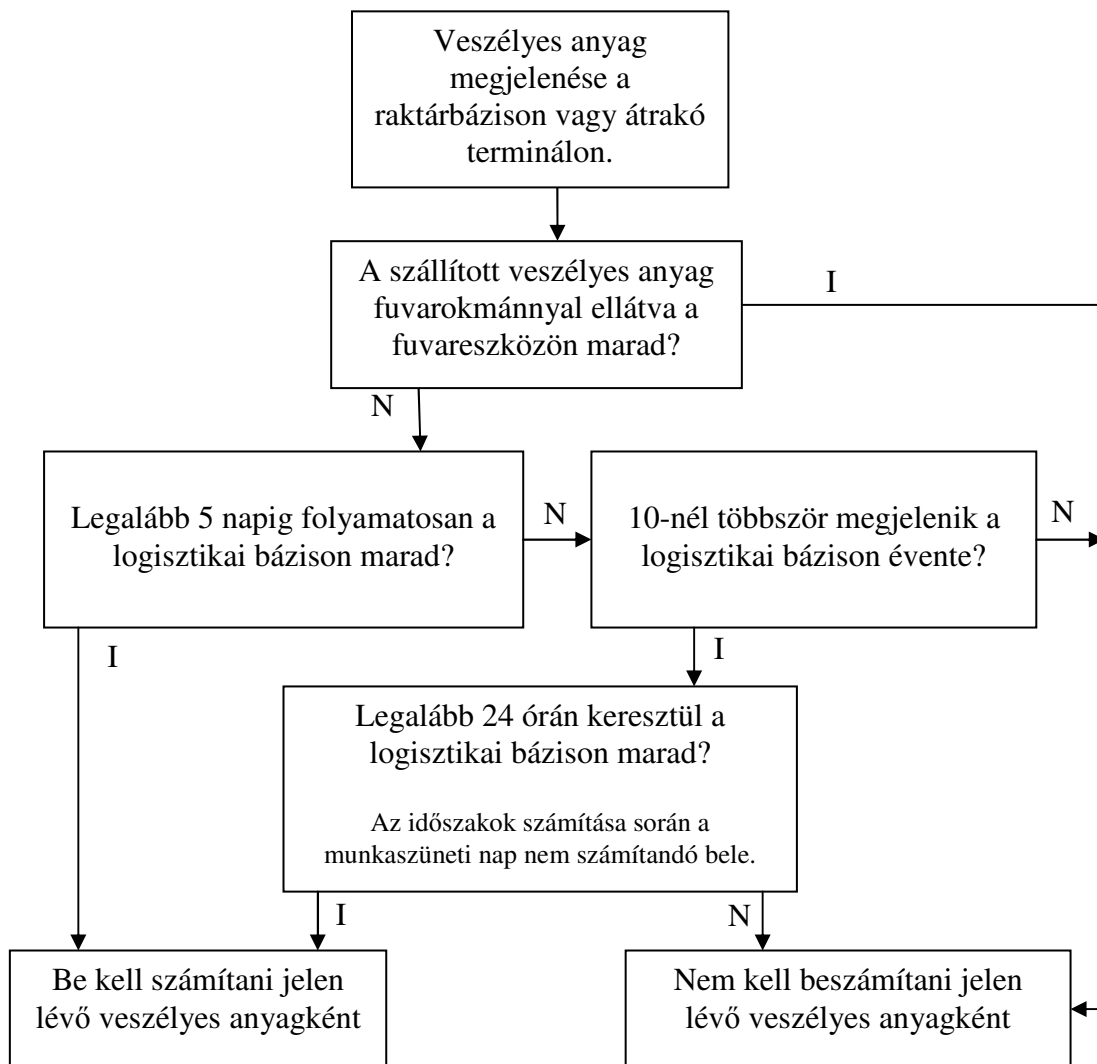 Veszélyes anyag
megjelenése a
raktárbázison vagy átrakó
terminálon.
A szállított veszélyes anyag
fuvarokmánnyal ellátva a
fuvareszközön marad?
I
N
Legalább 5 napig folyamatosan a
logisztikai bázison marad?
N
10-nél többször megjelenik a
logisztikai bázison évente?
N
I
I
Legalább 24 órán keresztül a
logisztikai bázison marad?
Az időszakok számítása során a
munkaszüneti nap nem számítandó bele.
I
N
Be kell számítani jelen
lévő veszélyes anyagként
Nem kell beszámítani jelen
lévő veszélyes anyagként